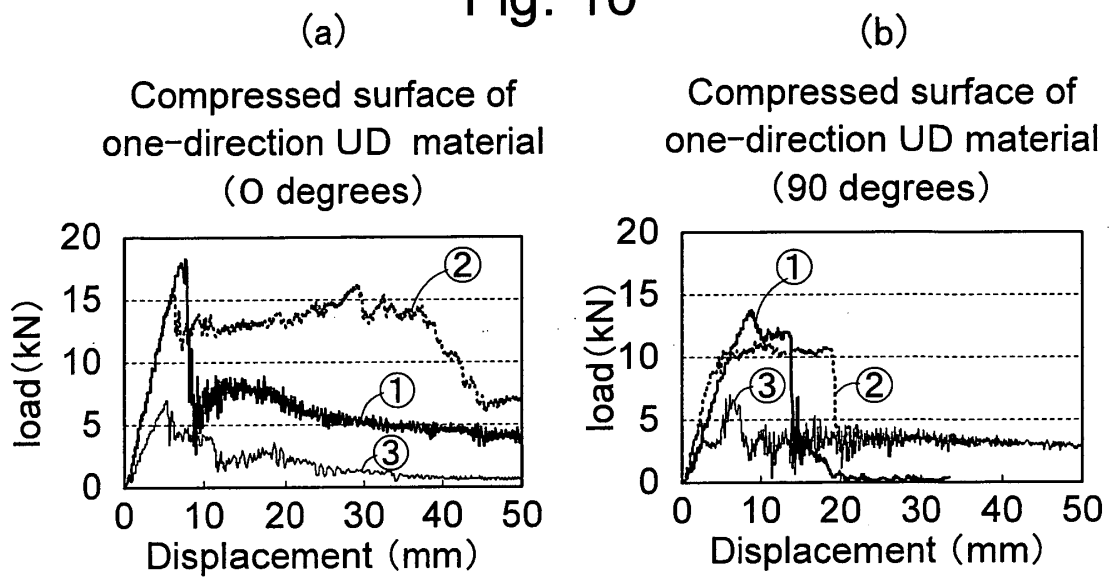 Fig. 10
(a)
Compressed surface of
one-direction UD material
(0 degrees)
load(kN)
20
15
10
5
0
①
②
③
0 10 20 30 40 50
Displacement (mm)
(b)
Compressed surface of
one-direction UD material
(90 degrees)
load(kN)
20
15
10
5
0
①
②
③
0 10 20 30 40 50
Displacement (mm)